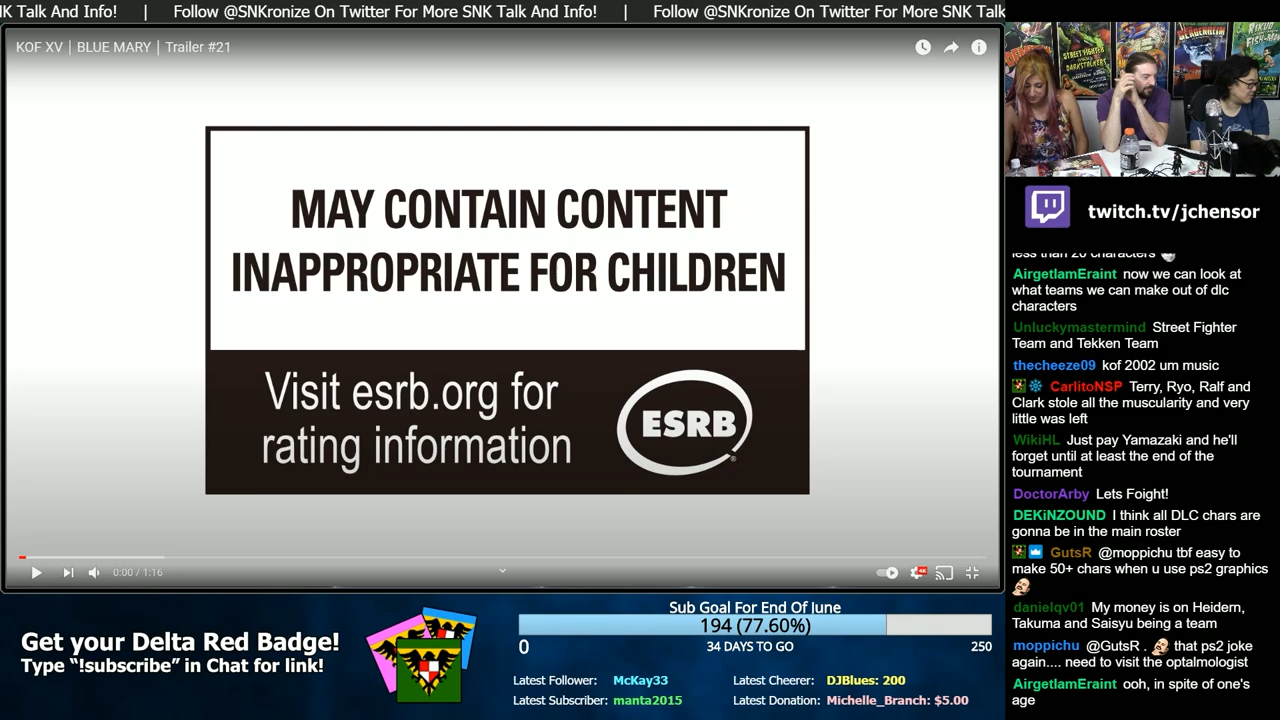 K Talk And Info! | Follow @SNKronize On Twitter For More SNK Talk And Info! | Follow @SNKronize On Twitter For More SNK Talk
KOF XV | BLUE MARY | Trailer #21
MAY CONTAIN CONTENT
INAPPROPRIATE FOR CHILDREN
Visit esrb.org for
rating information
ESRB
0:00 / 1:16
4K
twitch.tv/jchensor
less than 20 characters
AirgetlamEraint now we can look at
what teams we can make out of dlc
characters
Unluckymastermind Street Fighter
Team and Tekken Team
thecheeze09 kof 2002 um music
CarlitoNSP Terry, Ryo, Ralf and
Clark stole all the muscularity and very
little was left
WikiHL Just pay Yamazaki and he'll
forget until at least the end of the
tournament
DoctorArby Lets Foight!
DEKiNZOUND I think all DLC chars are
gonna be in the main roster
GutsR @moppichu tbf easy to
make 50+ chars when u use ps2 graphics
danielqv01 My money is on Heidern,
Takuma and Saisyu being a team
moppichu @GutsR . that ps2 joke
again.... need to visit the optalmologist
AirgetlamEraint ooh, in spite of one's
age
Get your Delta Red Badge!
Type “!subscribe” in Chat for link!
Sub Goal For End Of June
194 (77.60%)
0 34 DAYS TO GO 250
Latest Follower: McKay33 Latest Cheerer: DJBlues: 200
Latest Subscriber: manta2015 Latest Donation: Michelle_Branch: $5.00